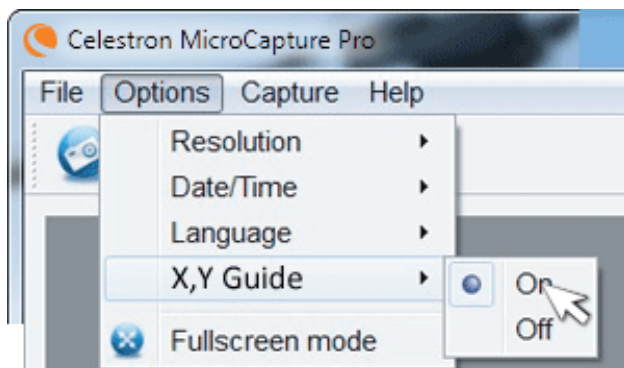 Celestron MicroCapture Pro
File Options Capture Help
Resolution
Date/Time
Language
X,Y Guide
On
Off
Fullscreen mode